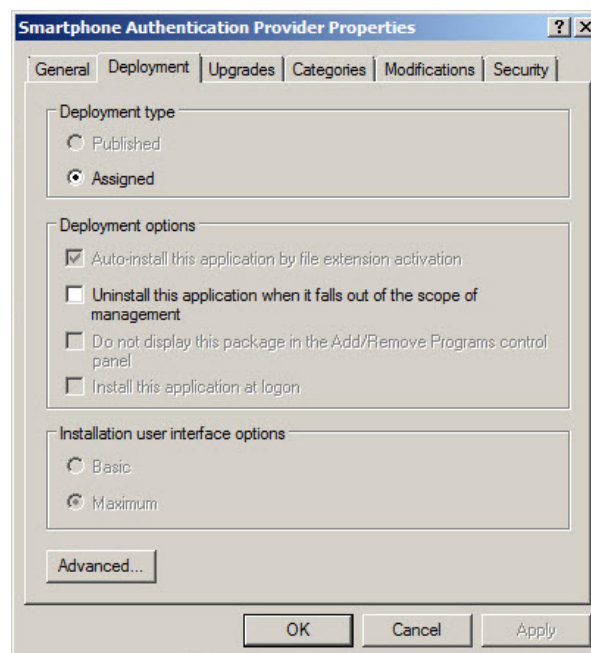 Smartphone Authentication Provider Properties
General Deployment Upgrades Categories Modifications Security
Deployment type
Published
Assigned
Deployment options
Auto-install this application by file extension activation
Uninstall this application when it falls out of the scope of
management
Do not display this package in the Add/Remove Programs control
panel
Install this application at logon
Installation user interface options
Basic
Maximum
Advanced...
OK Cancel Apply